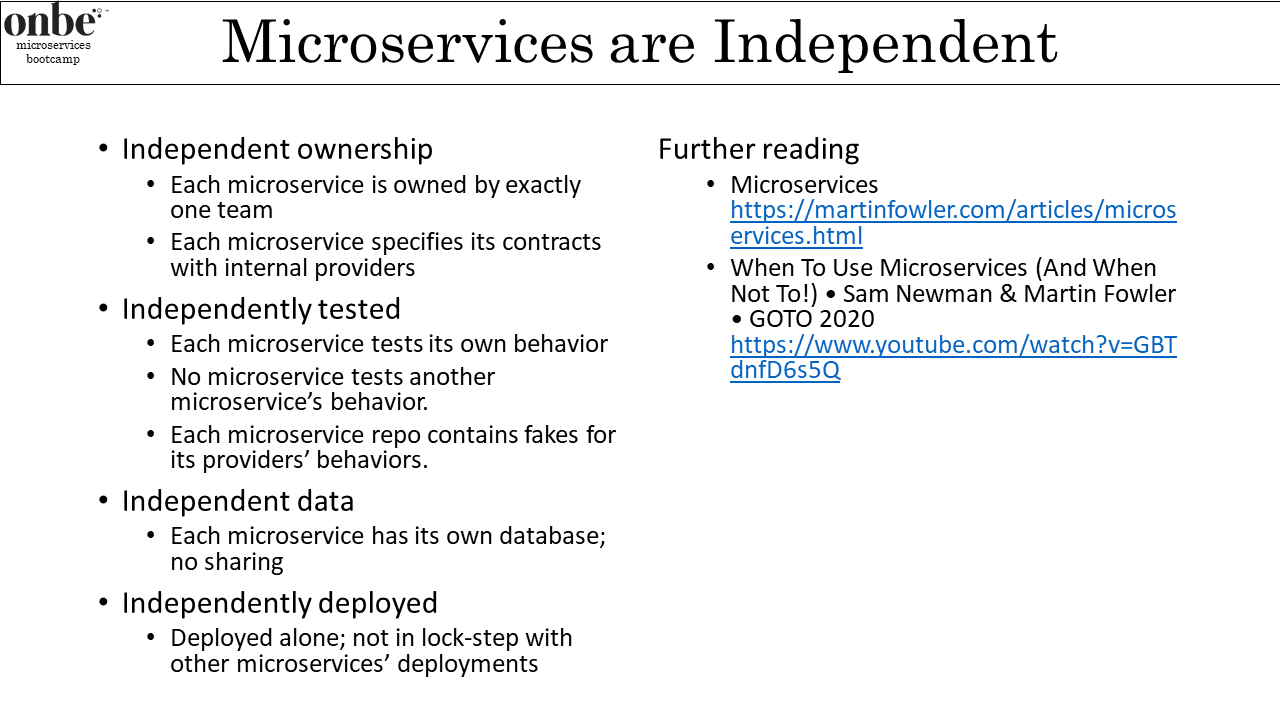 onbe™
microservices
bootcamp
Microservices are Independent
• Independent ownership
• Each microservice is owned by exactly
one team
• Each microservice specifies its contracts
with internal providers
• Independently tested
• Each microservice tests its own behavior
• No microservice tests another
microservice’s behavior.
• Each microservice repo contains fakes for
its providers’ behaviors.
• Independent data
• Each microservice has its own database;
no sharing
• Independently deployed
• Deployed alone; not in lock-step with
other microservices’ deployments
Further reading
• Microservices
https://martinfowler.com/articles/micros
ervices.html
• When To Use Microservices (And When
Not To!) • Sam Newman & Martin Fowler
• GOTO 2020
https://www.youtube.com/watch?v=GBT
dnfD6s5Q